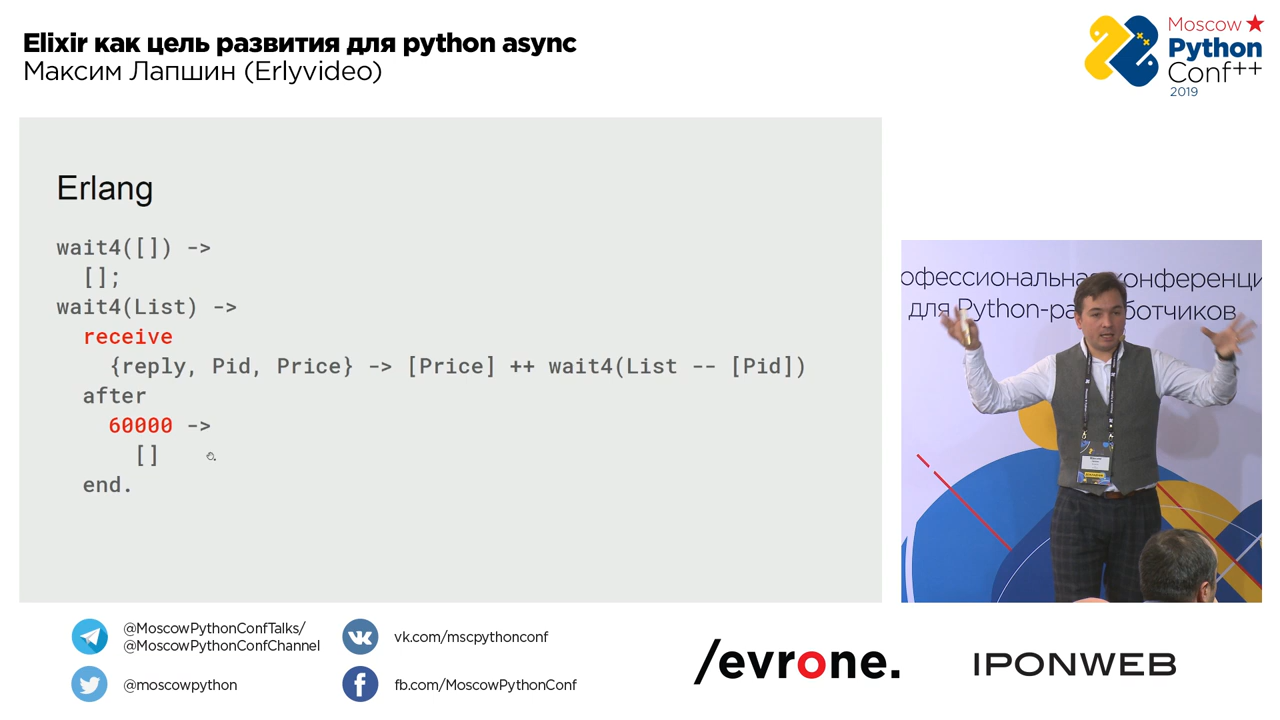 Elixir как цель развития для python async
Максим Лапшин (Erlyvideo)
Moscow
Python
Conf++
2019
Erlang
wait4([]) ->
[];
wait4(List) ->
receive
{reply, Pid, Price} -> [Price] ++ wait4(List -- [Pid])
after
60000 ->
[]
end.
офессиональная конференци
для Python-ра ботчиков
@MoscowPythonConfTalks/
@MoscowPythonConfChannel
vk.com/mscpythonconf
@moscowpython
fb.com/MoscowPythonConf
/evrone.
IPONWEB